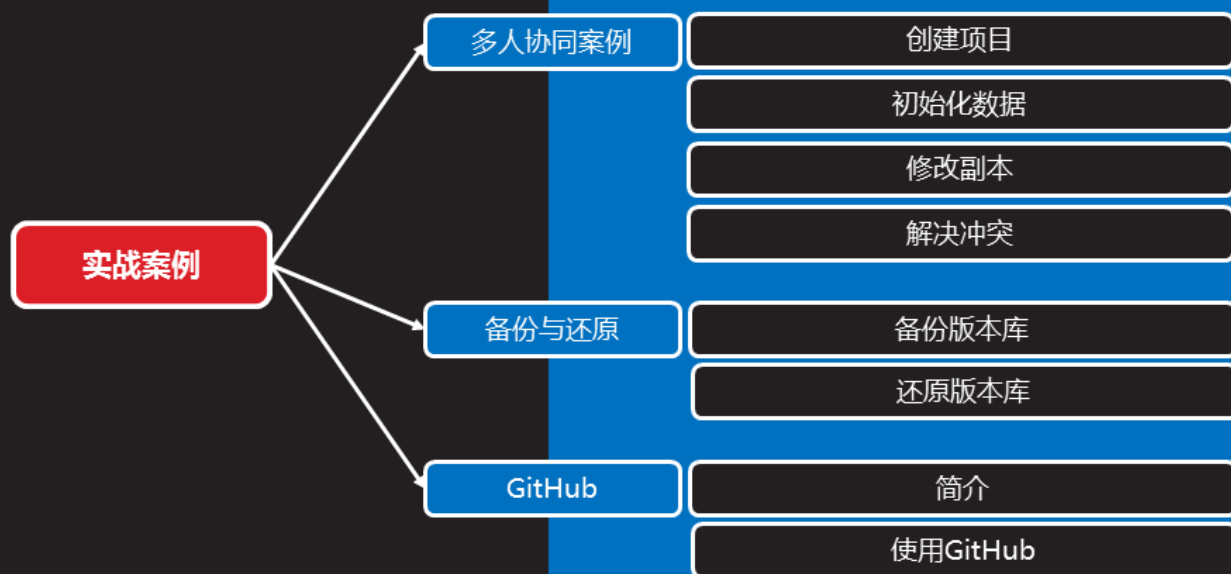 实战案例
多人协同案例
创建项目
初始化数据
修改副本
解决冲突
备份与还原
备份版本库
还原版本库
GitHub
简介
使用GitHub